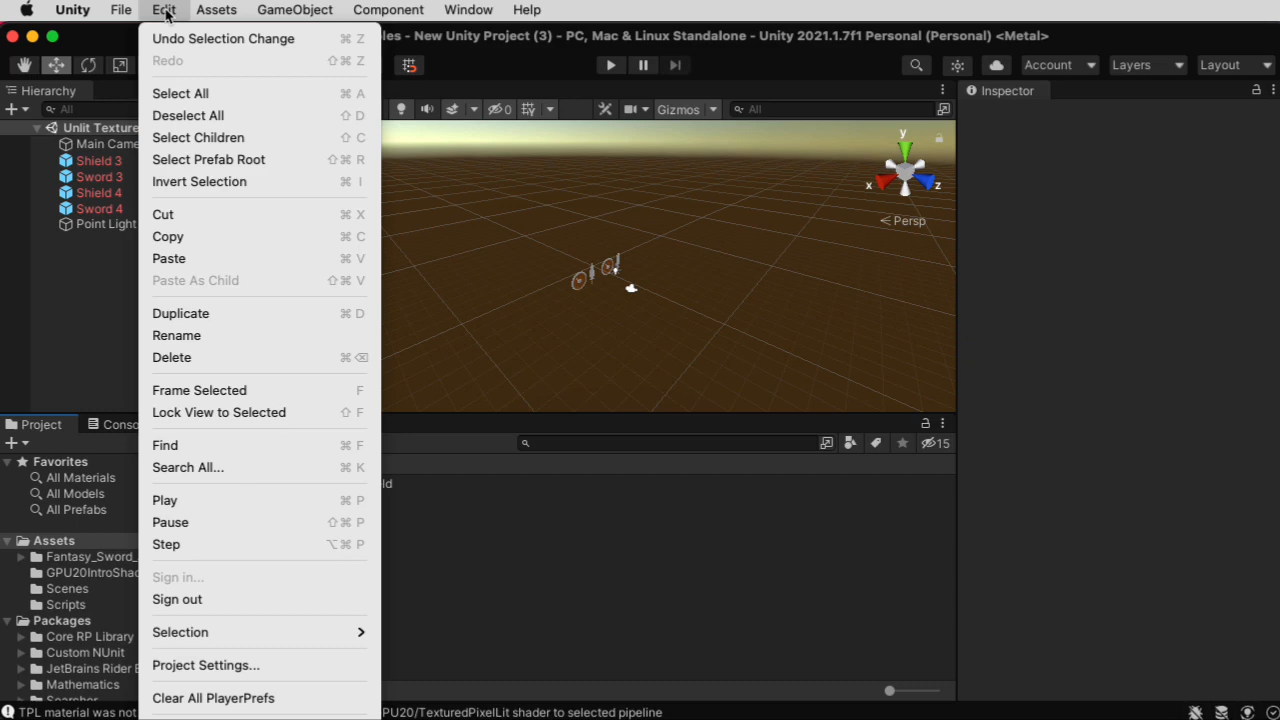 Unity File Edit Assets GameObject Component Window Help
les - New Unity Project (3) - PC, Mac & Linux Standalone - Unity 2021.1.7f1 Personal (Personal) <Metal>
Account Layers Layout
Hierarchy
All
Unlit Texture
Main Came
Shield 3
Sword 3
Shield 4
Sword 4
Point Light
Undo Selection Change ⌘ Z
Redo ⇧⌘ Z
Select All ⌘ A
Deselect All ⇧ D
Select Children ⇧ C
Select Prefab Root ⇧⌘ R
Invert Selection ⌘ I
Cut ⌘ X
Copy ⌘ C
Paste ⌘ V
Paste As Child ⇧⌘ V
Duplicate ⌘ D
Rename
Delete ⌘⌫
Frame Selected F
Lock View to Selected ⇧ F
Find ⌘ F
Search All... ⌘ K
Play ⌘ P
Pause ⇧⌘ P
Step ⌥⌘ P
Sign in...
Sign out
Selection
Project Settings...
Clear All PlayerPrefs
0 Gizmos All
y
x z
Persp
Inspector
Project Conso
15
Favorites
All Materials
All Models
All Prefabs
Assets
Fantasy_Sword_
GPU20IntroShad
Scenes
Scripts
Packages
Core RP Library
Custom NUnit
JetBrains Rider E
Mathematics
Searcher
ld
TPL material was not PU20/TexturedPixelLit shader to selected pipeline